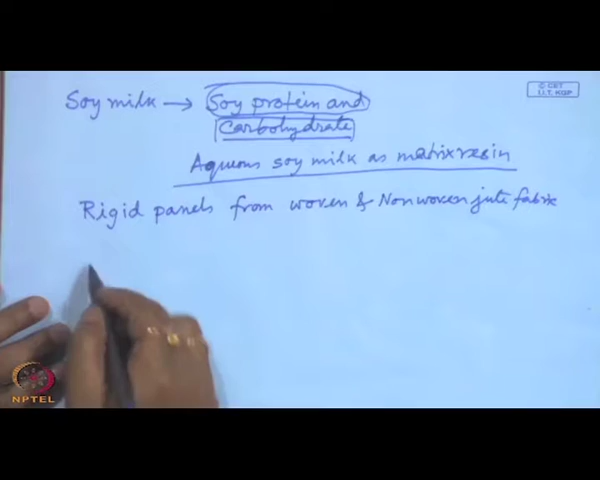 Soy milk → Soy protein and
Carbohydrate
© CET
I.I.T. KGP
Aqueous soy milk as matrix resin
Rigid panels from woven & Nonwoven jute fabric
NPTEL